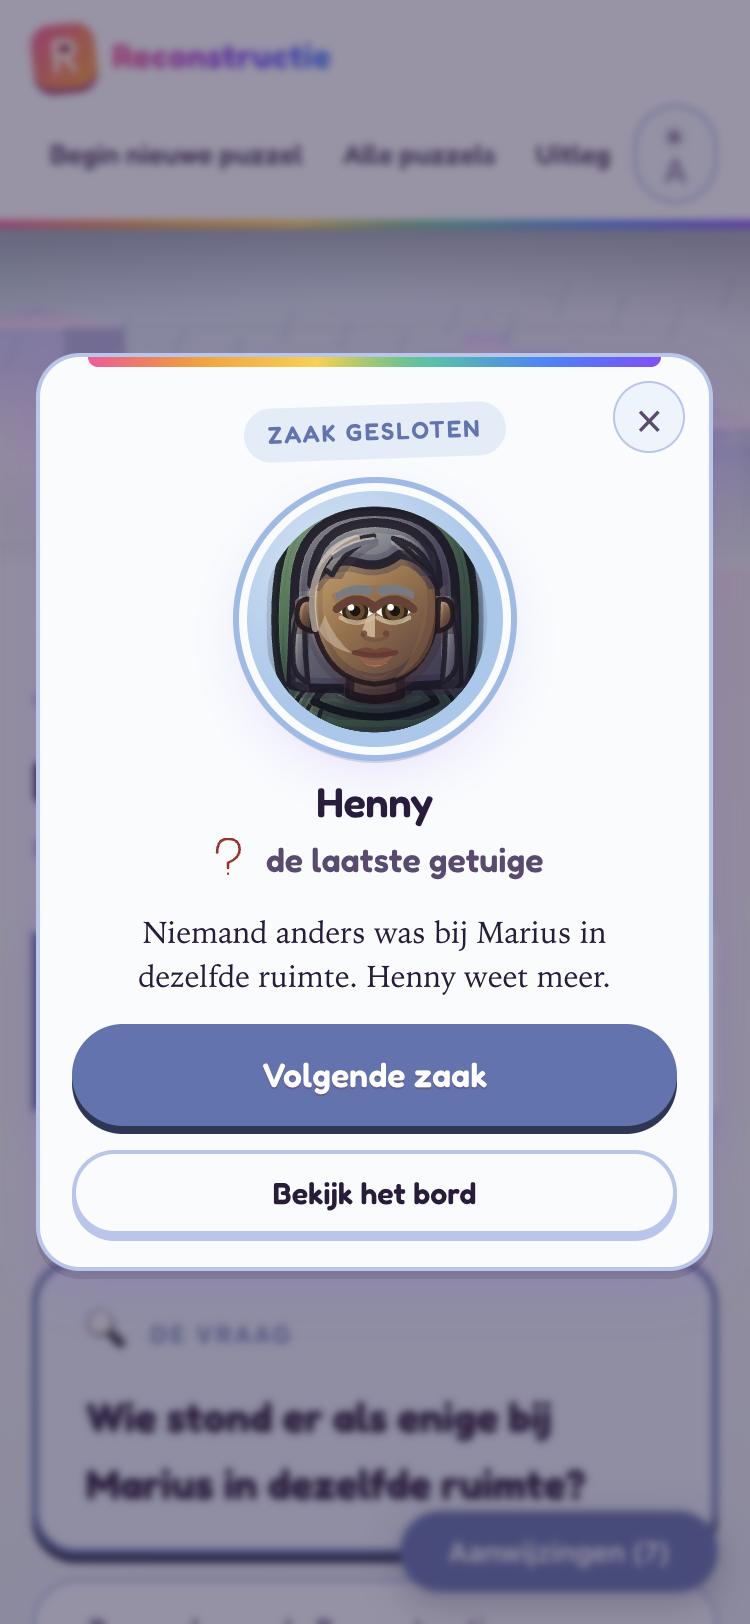 R Reconstructie
Begin nieuwe puzzel Alle puzzels Uitleg
A
ZAAK GESLOTEN
×
Henny
? de laatste getuige
Niemand anders was bij Marius in
dezelfde ruimte. Henny weet meer.
Volgende zaak
Bekijk het bord
DE VRAAG
Wie stond er als enige bij
Marius in dezelfde ruimte?
Aanwijzingen (7)